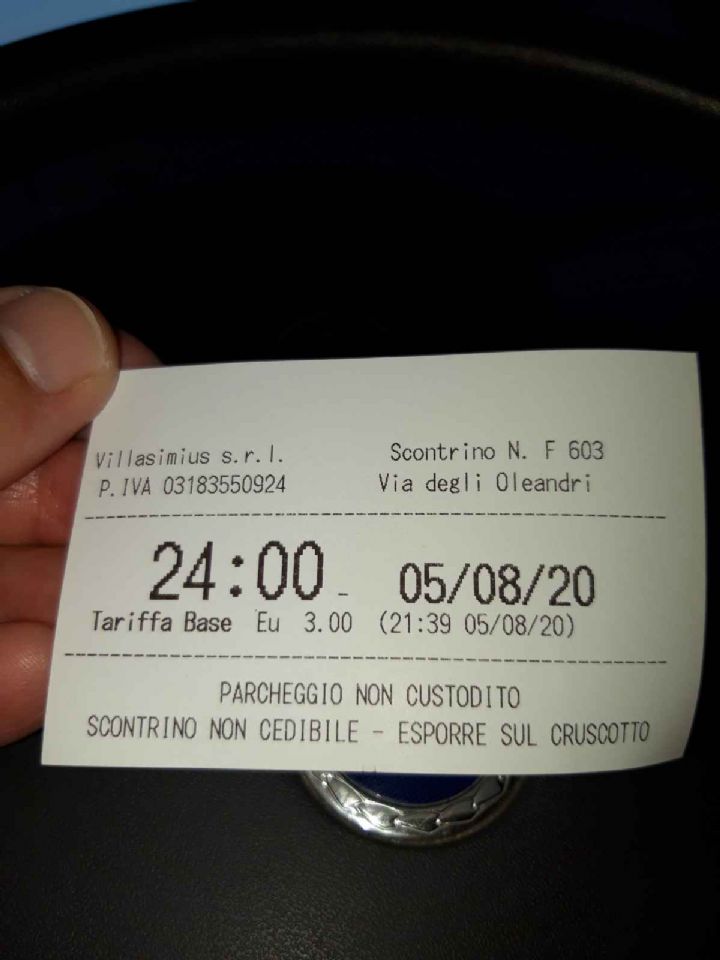 Villasimius s.r.l. Scontrino N. F 603
P.IVA 03183550924 Via degli Oleandri
24:00 - 05/08/20
Tariffa Base Eu 3.00 (21:39 05/08/20)
PARCHEGGIO NON CUSTODITO
SCONTRINO NON CEDIBILE - ESPORRE SUL CRUSCOTTO